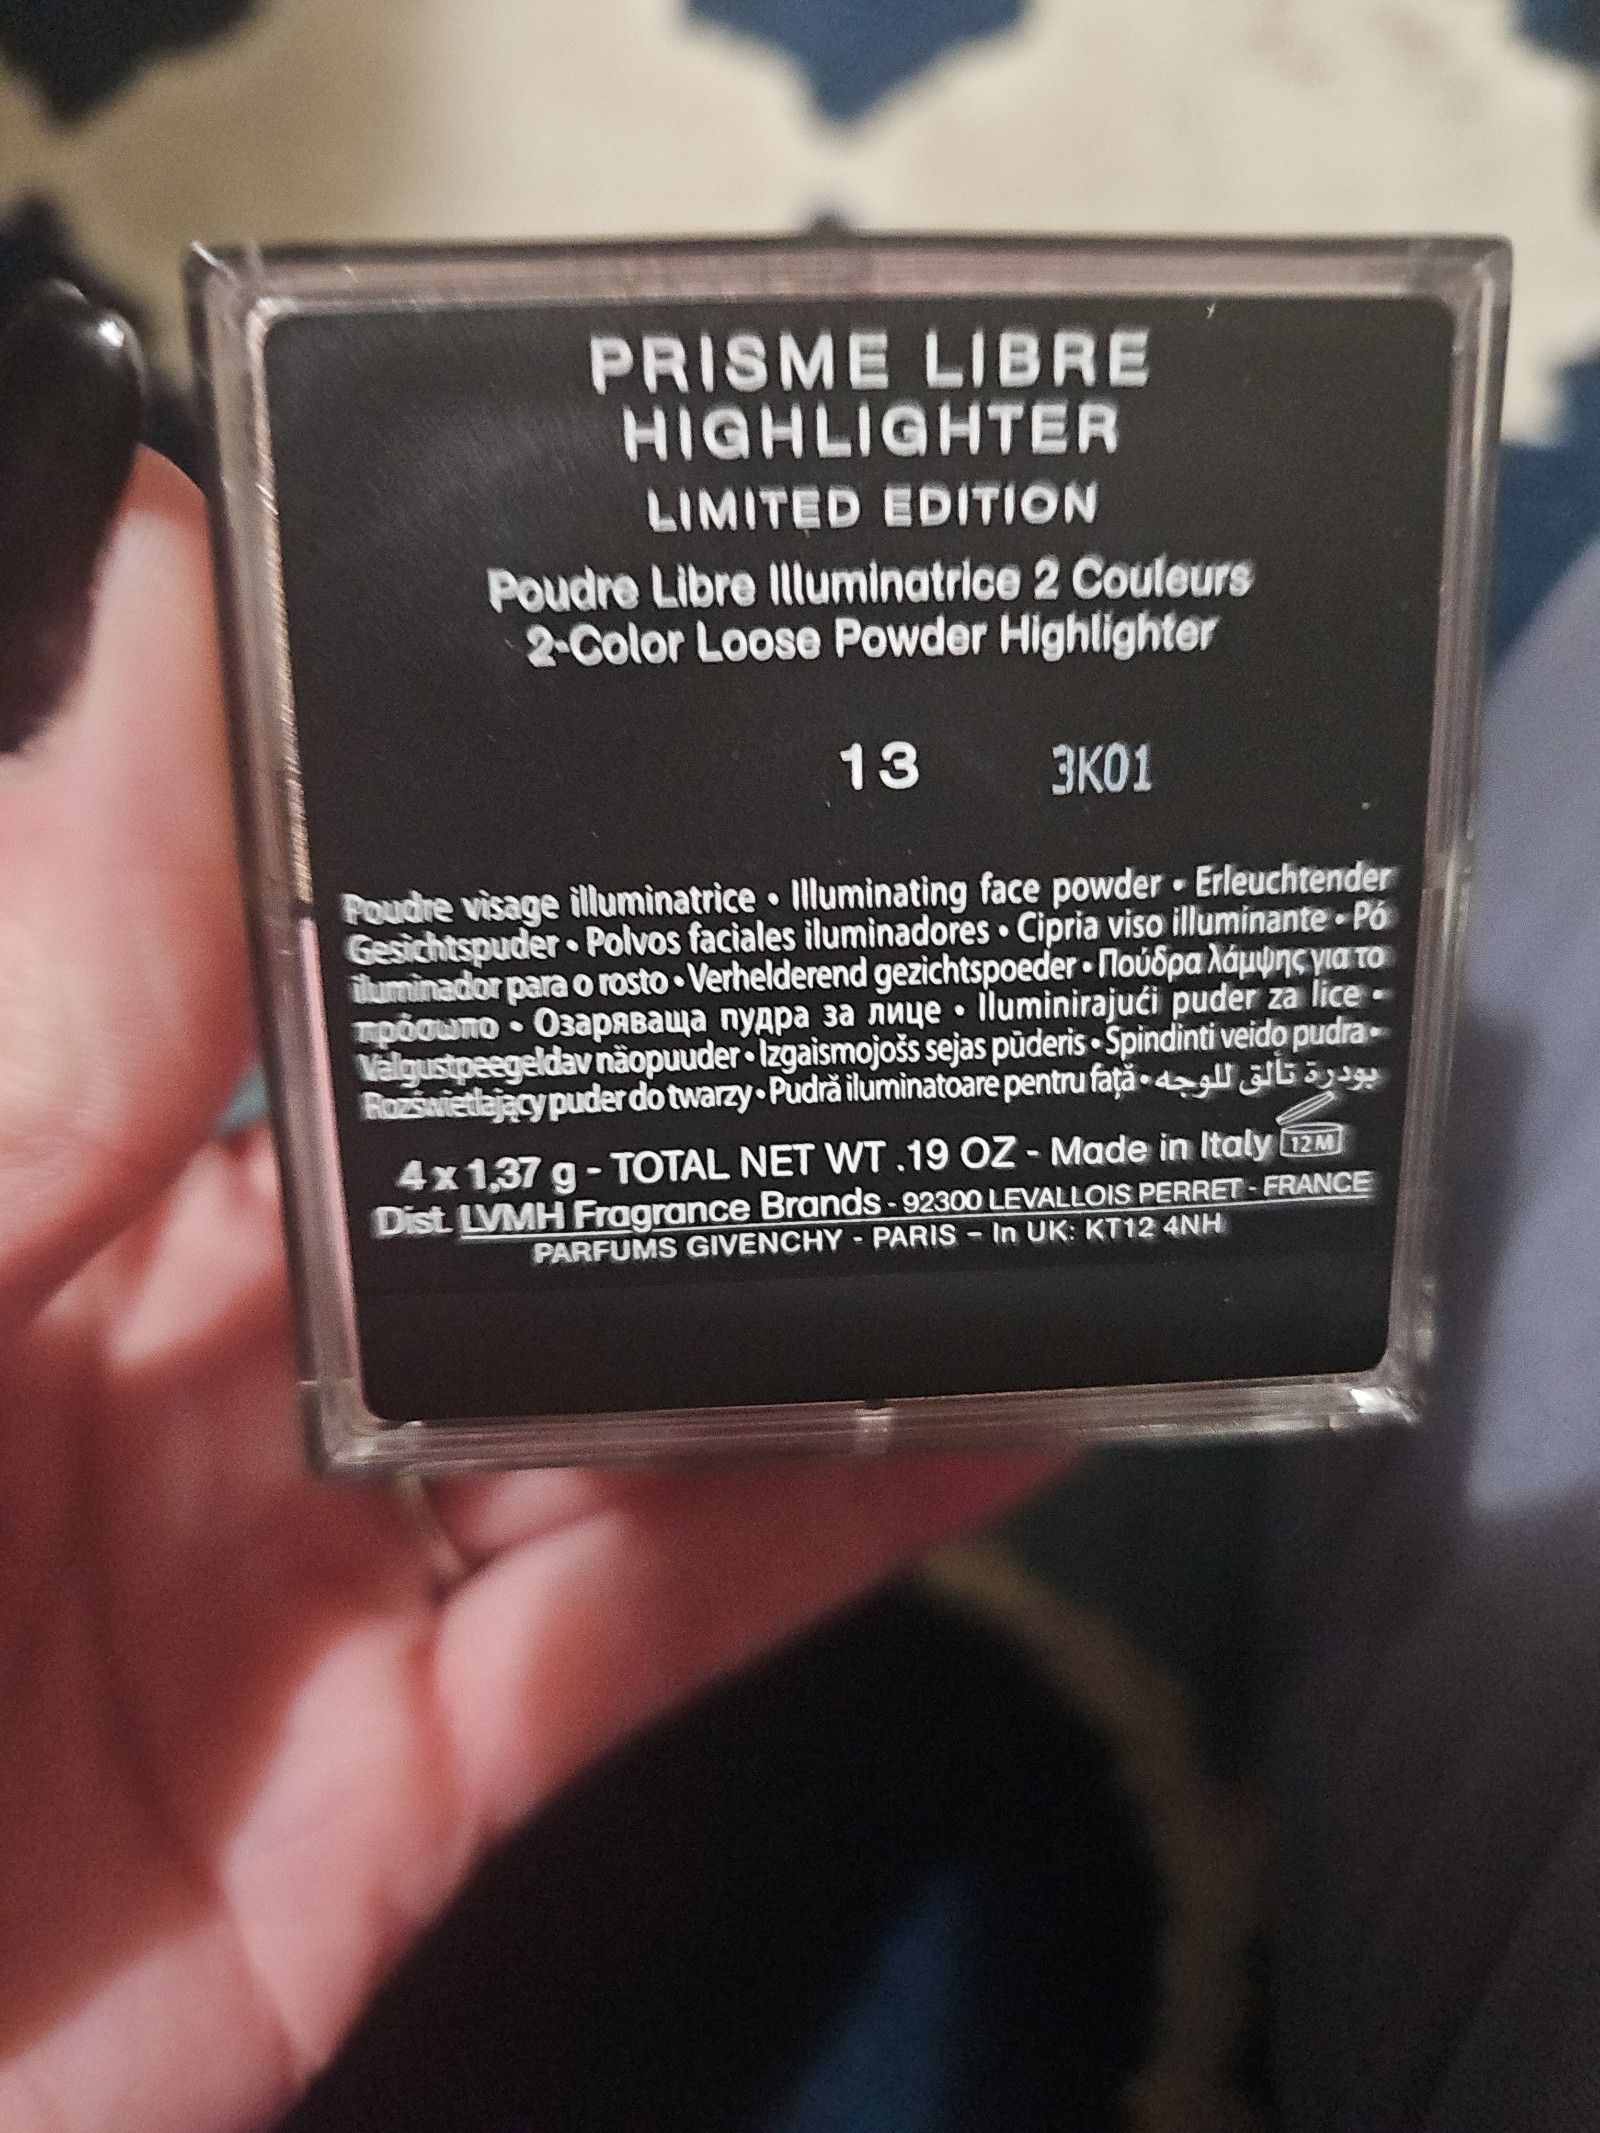 PRISME LIBRE
HIGHLIGHTER
LIMITED EDITION
Poudre Libre Illuminatrice 2 Couleurs
2-Color Loose Powder Highlighter
13 3K01
Poudre visage illuminatrice • Illuminating face powder • Erleuchtender
Gesichtspuder • Polvos faciales iluminadores • Cipria viso illuminante • Pó
iluminador para o rosto • Verhelderend gezichtspoeder • Πούδρα λάμψης για το
πρόσωπο • Озаряваща пудра за лице • Iluminirajući puder za lice •
Valgustpeegeldav näopuuder • Izgaismojošs sejas pūderis • Spindinti veido pudra •
Rozświetlający puder do twarzy • Pudră iluminatoare pentru față • بودرة تألق للوجه
4 x 1,37 g - TOTAL NET WT .19 OZ - Made in Italy 12M
Dist. LVMH Fragrance Brands - 92300 LEVALLOIS PERRET - FRANCE
PARFUMS GIVENCHY - PARIS – In UK: KT12 4NH